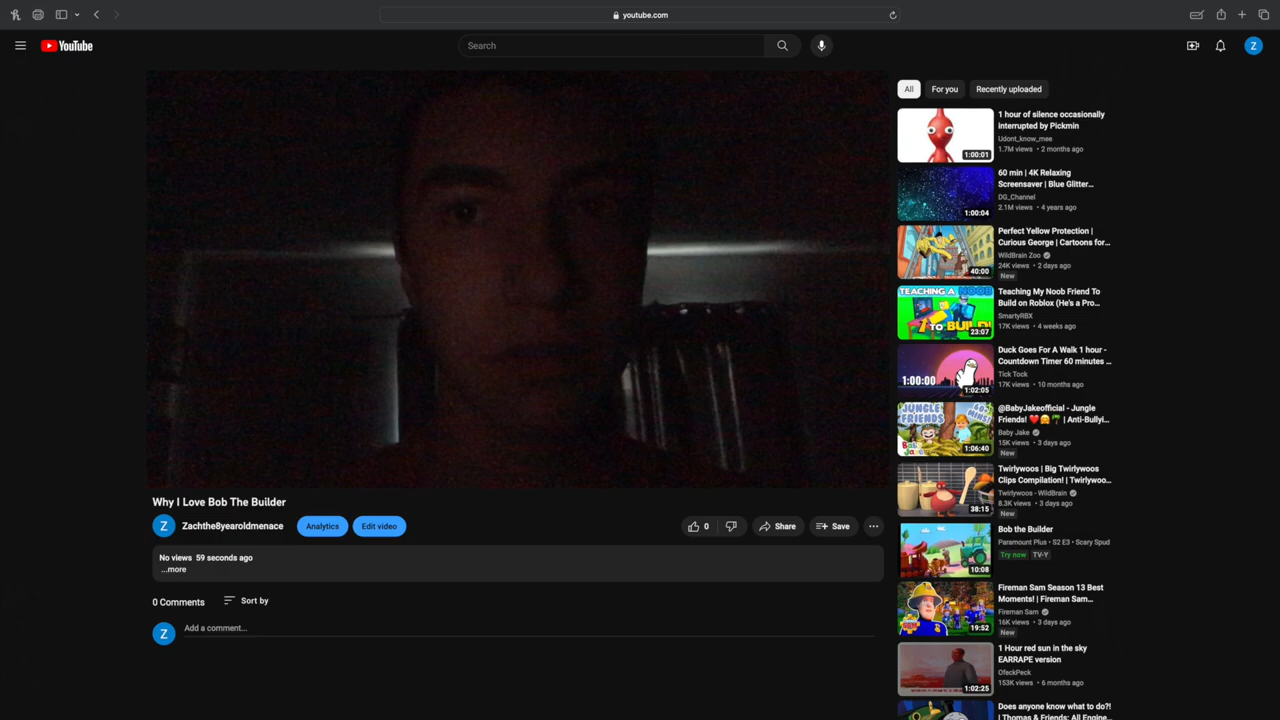 youtube.com
YouTube
Search
Z
All
For you
Recently uploaded
1 hour of silence occasionally
interrupted by Pickmin
Udont_know_mee
1.7M views • 2 months ago
1:00:01
60 min | 4K Relaxing
Screensaver | Blue Glitter...
DG_Channel
2.1M views • 4 years ago
1:00:04
Perfect Yellow Protection |
Curious George | Cartoons for...
WildBrain Zoo
24K views • 2 days ago
New
40:00
TEACHING A NOOB
TO BUILD!
23:07
Teaching My Noob Friend To
Build on Roblox (He's a Pro...
SmartyRBX
17K views • 4 weeks ago
1:00:00
1:02:05
Duck Goes For A Walk 1 hour -
Countdown Timer 60 minutes ...
Tick Tock
17K views • 10 months ago
JUNGLE
FRIENDS
60+
MINS!
Baby
Jake
1:06:40
@BabyJakeofficial - Jungle
Friends! ❤️🙉🌴 | Anti-Bullyi...
Baby Jake
15K views • 3 days ago
New
38:15
Twirlywoos | Big Twirlywoos
Clips Compilation! | Twirlywoo...
Twirlywoos - WildBrain
8.3K views • 3 days ago
New
10:08
Bob the Builder
Paramount Plus • S2 E3 • Scary Spud
Try now
TV-Y
19:52
Fireman Sam Season 13 Best
Moments! | Fireman Sam...
Fireman Sam
16K views • 3 days ago
New
1:02:25
1 Hour red sun in the sky
EARRAPE version
OfeckPeck
153K views • 6 months ago
Does anyone know what to do?!
| Thomas & Friends: All Engine...
Why I Love Bob The Builder
Z
Zachthe8yearoldmenace
Analytics
Edit video
0
Share
Save
No views 59 seconds ago
...more
0 Comments
Sort by
Z
Add a comment...